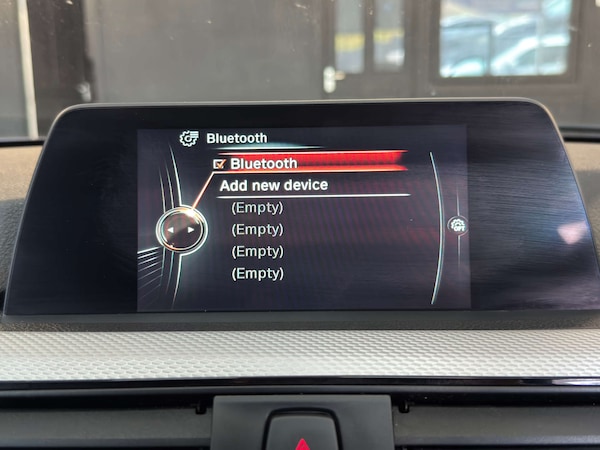 Bluetooth
Bluetooth
Add new device
(Empty)
(Empty)
(Empty)
(Empty)